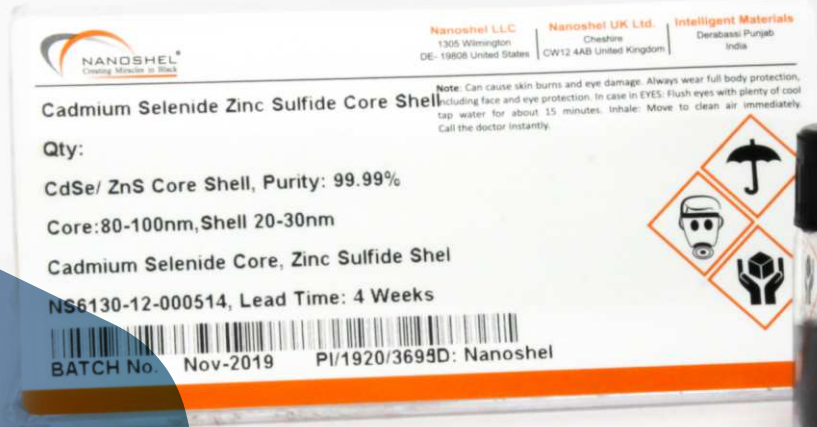 NANOSHEL®
Creating Miracles in Black
Nanoshel LLC
1305 Wilmington
DE- 19808 United States
Nanoshel UK Ltd.
Cheshire
CW12 4AB United Kingdom
Intelligent Materials
Derabassi Punjab
India
Note: Can cause skin burns and eye damage. Always wear full body protection,
including face and eye protection. In case in EYES: Flush eyes with plenty of cool
tap water for about 15 minutes. Inhale: Move to clean air immediately.
Call the doctor Instantly.
Cadmium Selenide Zinc Sulfide Core Shell
Qty:
CdSe/ ZnS Core Shell, Purity: 99.99%
Core:80-100nm,Shell 20-30nm
Cadmium Selenide Core, Zinc Sulfide Shel
NS6130-12-000514, Lead Time: 4 Weeks
BATCH No. Nov-2019 PI/1920/3695D: Nanoshel